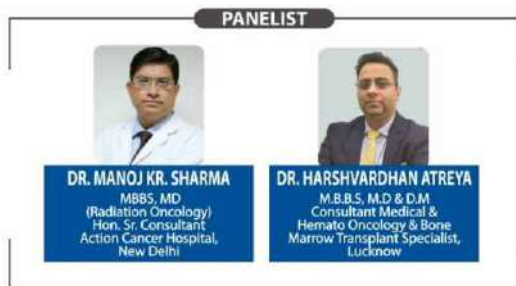 PANELIST
DR. MANOJ KR. SHARMA
MBBS, MD
(Radiation Oncology)
Hon. Sr. Consultant
Action Cancer Hospital,
New Delhi
DR. HARSHVARDHAN ATREYA
M.B.B.S, M.D & D.M
Consultant Medical &
Hemato Oncology & Bone
Marrow Transplant Specialist,
Lucknow